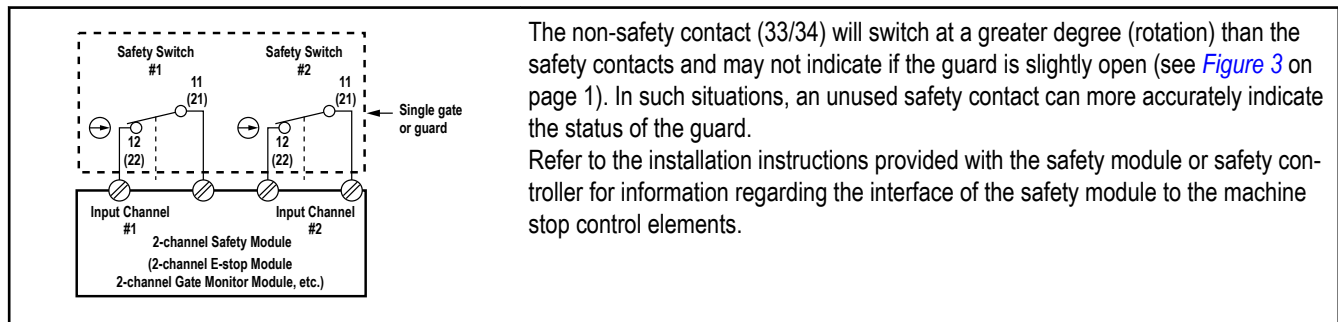 Safety Switch
#1
Safety Switch
#2
11
(21)
11
(21)
12
(22)
12
(22)
Single gate
or guard
Input Channel
#1
Input Channel
#2
2-channel Safety Module
(2-channel E-stop Module
2-channel Gate Monitor Module, etc.)
The non-safety contact (33/34) will switch at a greater degree (rotation) than the
safety contacts and may not indicate if the guard is slightly open (see Figure 3 on
page 1). In such situations, an unused safety contact can more accurately indicate
the status of the guard.
Refer to the installation instructions provided with the safety module or safety con-
troller for information regarding the interface of the safety module to the machine
stop control elements.